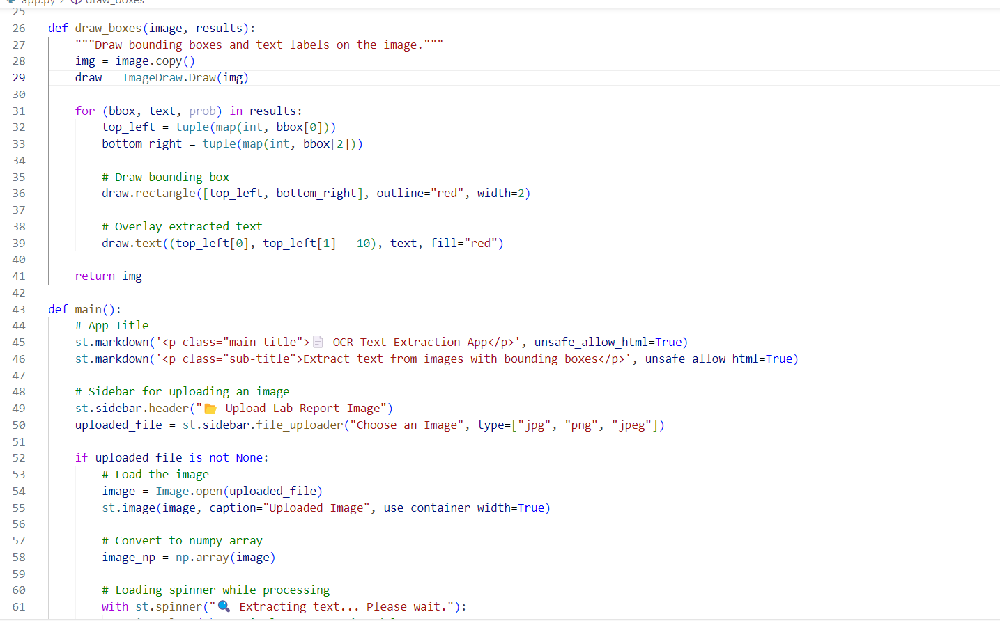 app.py > draw_boxes
25
26 def draw_boxes(image, results):
27 """Draw bounding boxes and text labels on the image."""
28 img = image.copy()
29 draw = ImageDraw.Draw(img)
30
31 for (bbox, text, prob) in results:
32 top_left = tuple(map(int, bbox[0]))
33 bottom_right = tuple(map(int, bbox[2]))
34
35 # Draw bounding box
36 draw.rectangle([top_left, bottom_right], outline="red", width=2)
37
38 # Overlay extracted text
39 draw.text((top_left[0], top_left[1] - 10), text, fill="red")
40
41 return img
42
43 def main():
44 # App Title
45 st.markdown('<p class="main-title">📄 OCR Text Extraction App</p>', unsafe_allow_html=True)
46 st.markdown('<p class="sub-title">Extract text from images with bounding boxes</p>', unsafe_allow_html=True)
47
48 # Sidebar for uploading an image
49 st.sidebar.header("📂 Upload Lab Report Image")
50 uploaded_file = st.sidebar.file_uploader("Choose an Image", type=["jpg", "png", "jpeg"])
51
52 if uploaded_file is not None:
53 # Load the image
54 image = Image.open(uploaded_file)
55 st.image(image, caption="Uploaded Image", use_container_width=True)
56
57 # Convert to numpy array
58 image_np = np.array(image)
59
60 # Loading spinner while processing
61 with st.spinner("🔍 Extracting text... Please wait."):